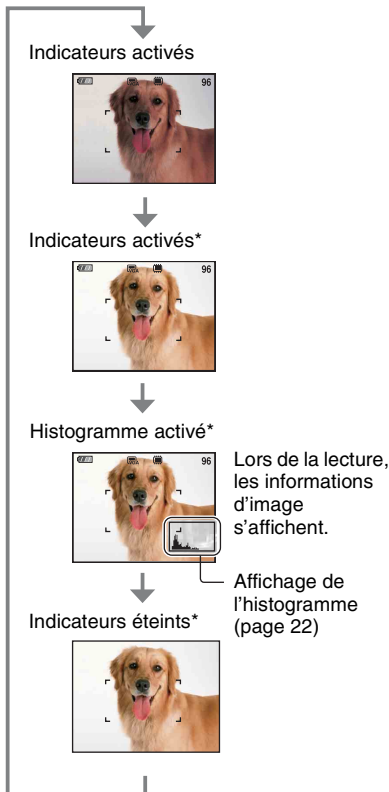 Indicateurs activés
96
Indicateurs activés*
96
Histogramme activé*
96
Lors de la lecture,
les informations
d'image
s'affichent.
Affichage de
l'histogramme
(page 22)
Indicateurs éteints*